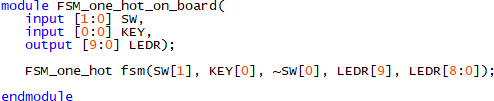 module FSM_one_hot_on_board(
input [1:0] SW,
input [0:0] KEY,
output [9:0] LEDR);
FSM_one_hot fsm(SW[1], KEY[0], ~SW[0], LEDR[9], LEDR[8:0]);
endmodule